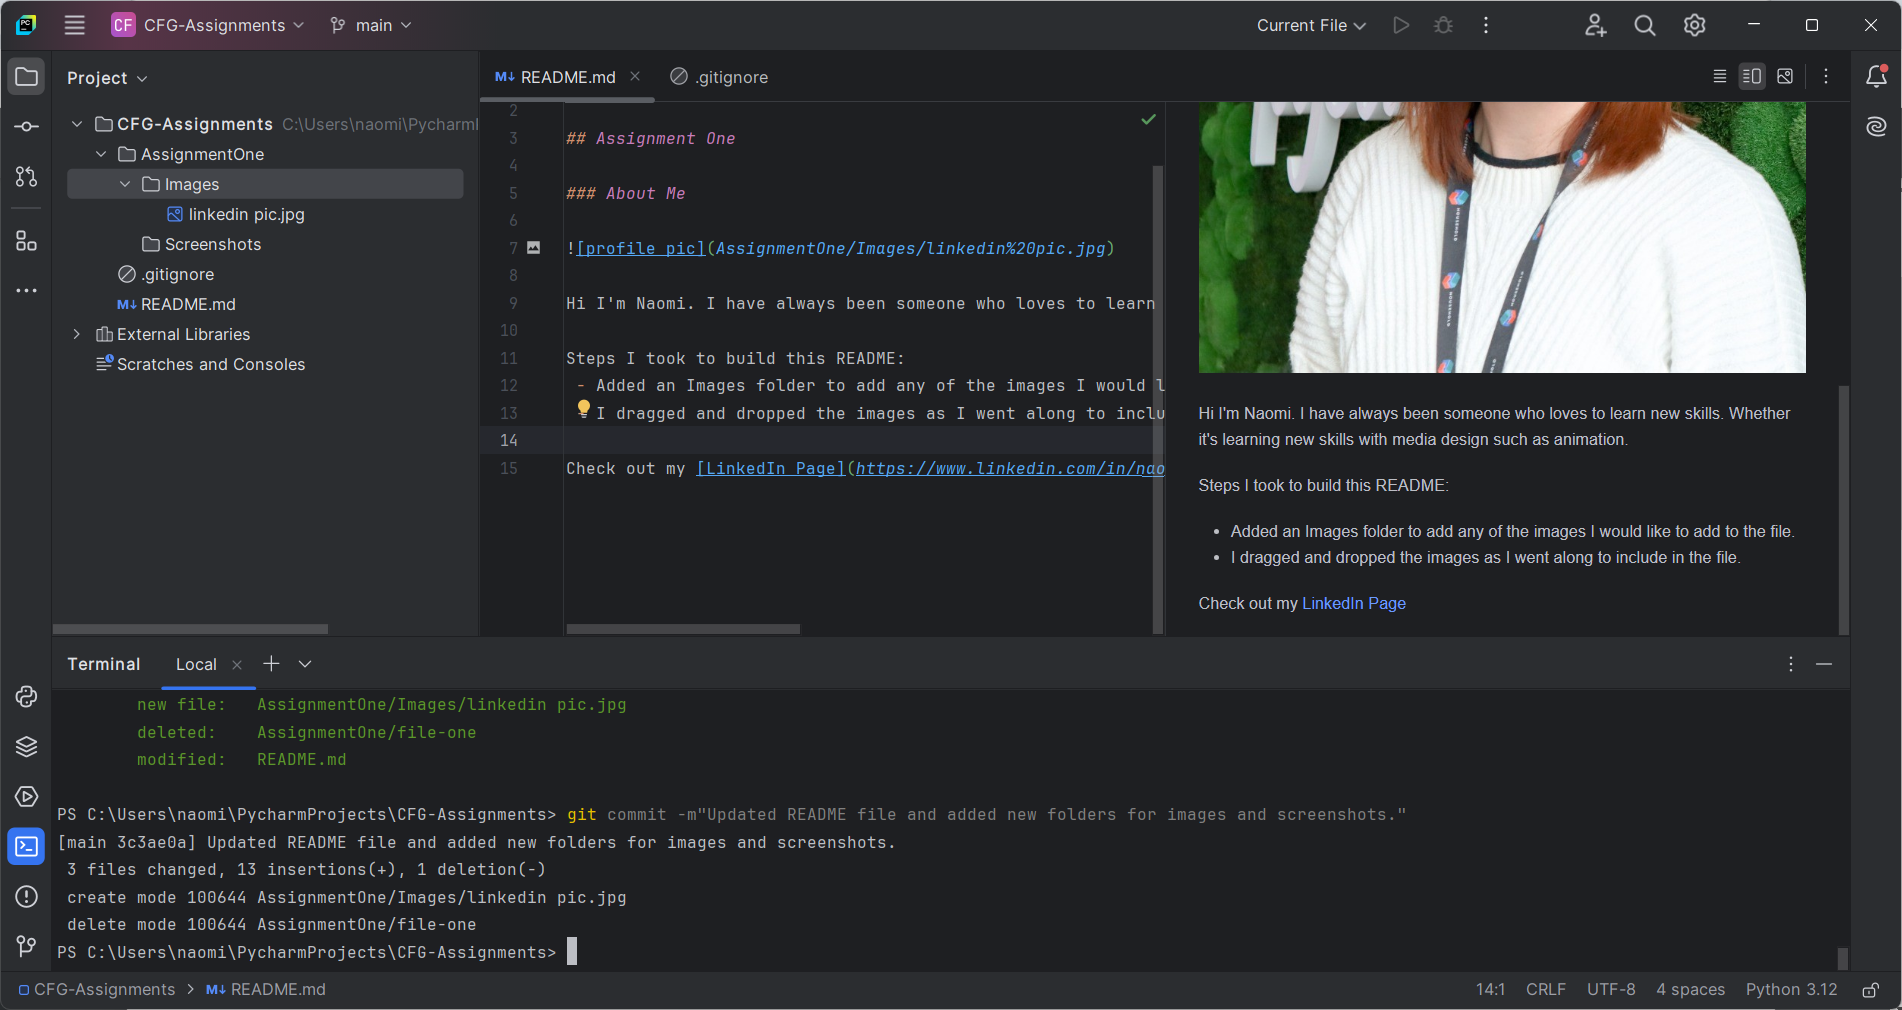 CF CFG-Assignments main Current File
Project
README.md .gitignore
CFG-Assignments C:\Users\naomi\Pycharm
AssignmentOne
Images
linkedin pic.jpg
Screenshots
.gitignore
M↓ README.md
External Libraries
Scratches and Consoles
2
3 ## Assignment One
4
5 ### About Me
6
7 ![profile pic](AssignmentOne/Images/linkedin%20pic.jpg)
8
9 Hi I'm Naomi. I have always been someone who loves to learn
10
11 Steps I took to build this README:
12 - Added an Images folder to add any of the images I would l
13 I dragged and dropped the images as I went along to inclu
14
15 Check out my [LinkedIn Page](https://www.linkedin.com/in/nao
Hi I'm Naomi. I have always been someone who loves to learn new skills. Whether
it's learning new skills with media design such as animation.
Steps I took to build this README:
• Added an Images folder to add any of the images I would like to add to the file.
• I dragged and dropped the images as I went along to include in the file.
Check out my LinkedIn Page
Terminal Local
new file: AssignmentOne/Images/linkedin pic.jpg
deleted: AssignmentOne/file-one
modified: README.md
PS C:\Users\naomi\PycharmProjects\CFG-Assignments> git commit -m"Updated README file and added new folders for images and screenshots."
[main 3c3ae0a] Updated README file and added new folders for images and screenshots.
3 files changed, 13 insertions(+), 1 deletion(-)
create mode 100644 AssignmentOne/Images/linkedin pic.jpg
delete mode 100644 AssignmentOne/file-one
PS C:\Users\naomi\PycharmProjects\CFG-Assignments>
CFG-Assignments > M↓ README.md 14:1 CRLF UTF-8 4 spaces Python 3.12